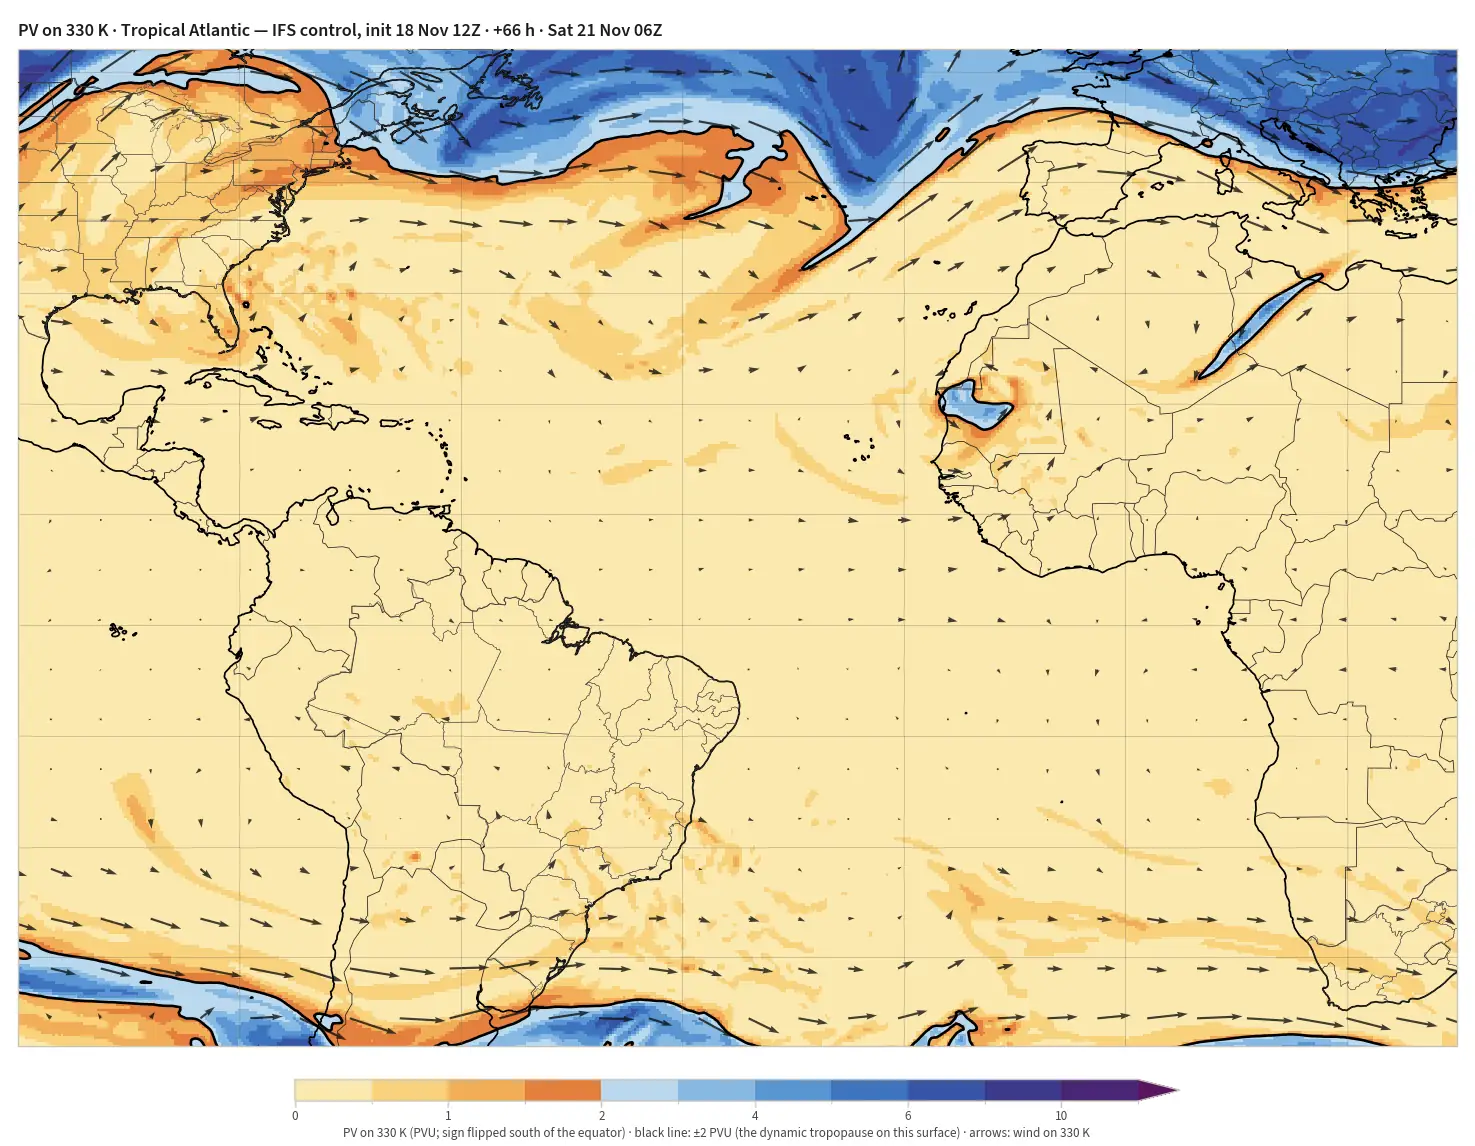 PV on 330 K · Tropical Atlantic — IFS control, init 18 Nov 12Z · +66 h · Sat 21 Nov 06Z
0 1 2 4 6 10
PV on 330 K (PVU; sign flipped south of the equator) · black line: ±2 PVU (the dynamic tropopause on this surface) · arrows: wind on 330 K